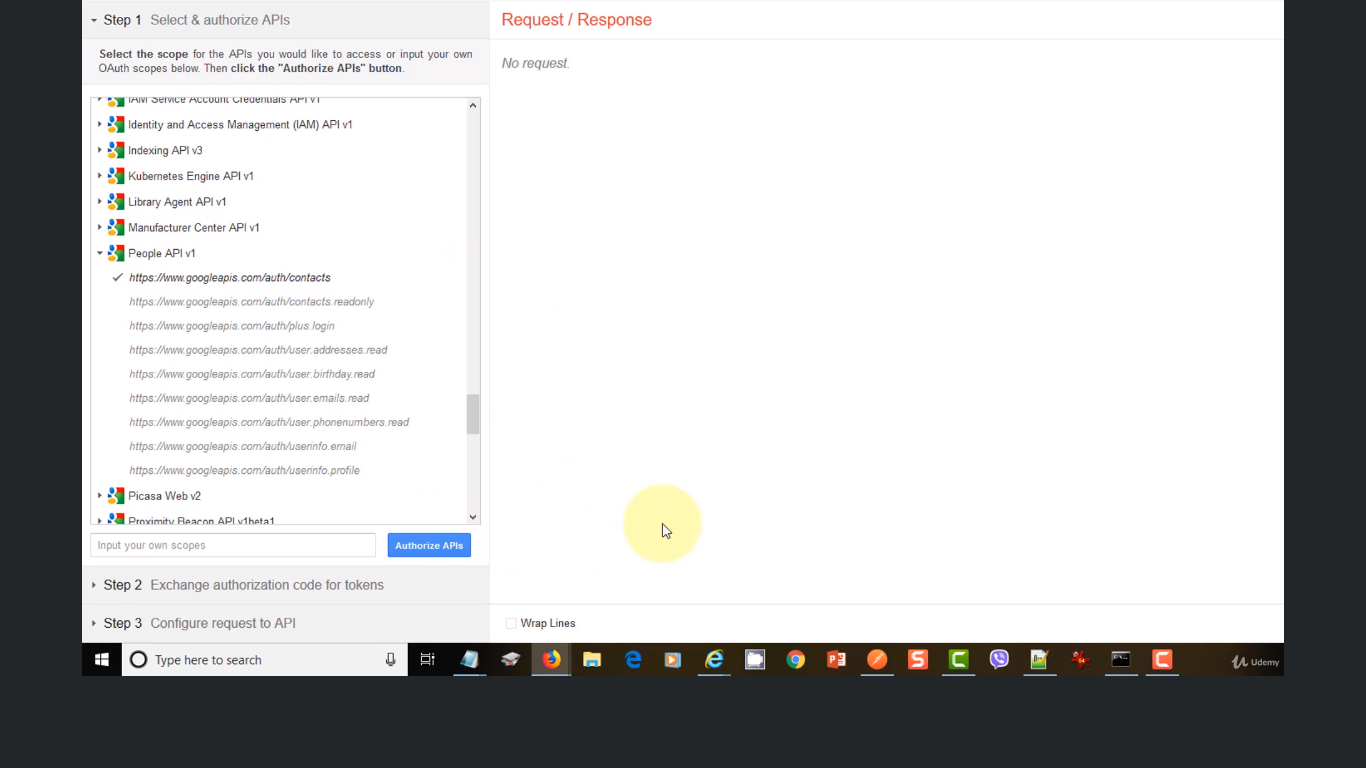 Step 1 Select & authorize APIs
Select the scope for the APIs you would like to access or input your own
OAuth scopes below. Then click the "Authorize APIs" button.
IAM Service Account Credentials API v1
Identity and Access Management (IAM) API v1
Indexing API v3
Kubernetes Engine API v1
Library Agent API v1
Manufacturer Center API v1
People API v1
https://www.googleapis.com/auth/contacts
https://www.googleapis.com/auth/contacts.readonly
https://www.googleapis.com/auth/plus.login
https://www.googleapis.com/auth/user.addresses.read
https://www.googleapis.com/auth/user.birthday.read
https://www.googleapis.com/auth/user.emails.read
https://www.googleapis.com/auth/user.phonenumbers.read
https://www.googleapis.com/auth/userinfo.email
https://www.googleapis.com/auth/userinfo.profile
Picasa Web v2
Proximity Beacon API v1beta1
Input your own scopes
Authorize APIs
Step 2 Exchange authorization code for tokens
Step 3 Configure request to API
Request / Response
No request.
Wrap Lines
Type here to search
Udemy